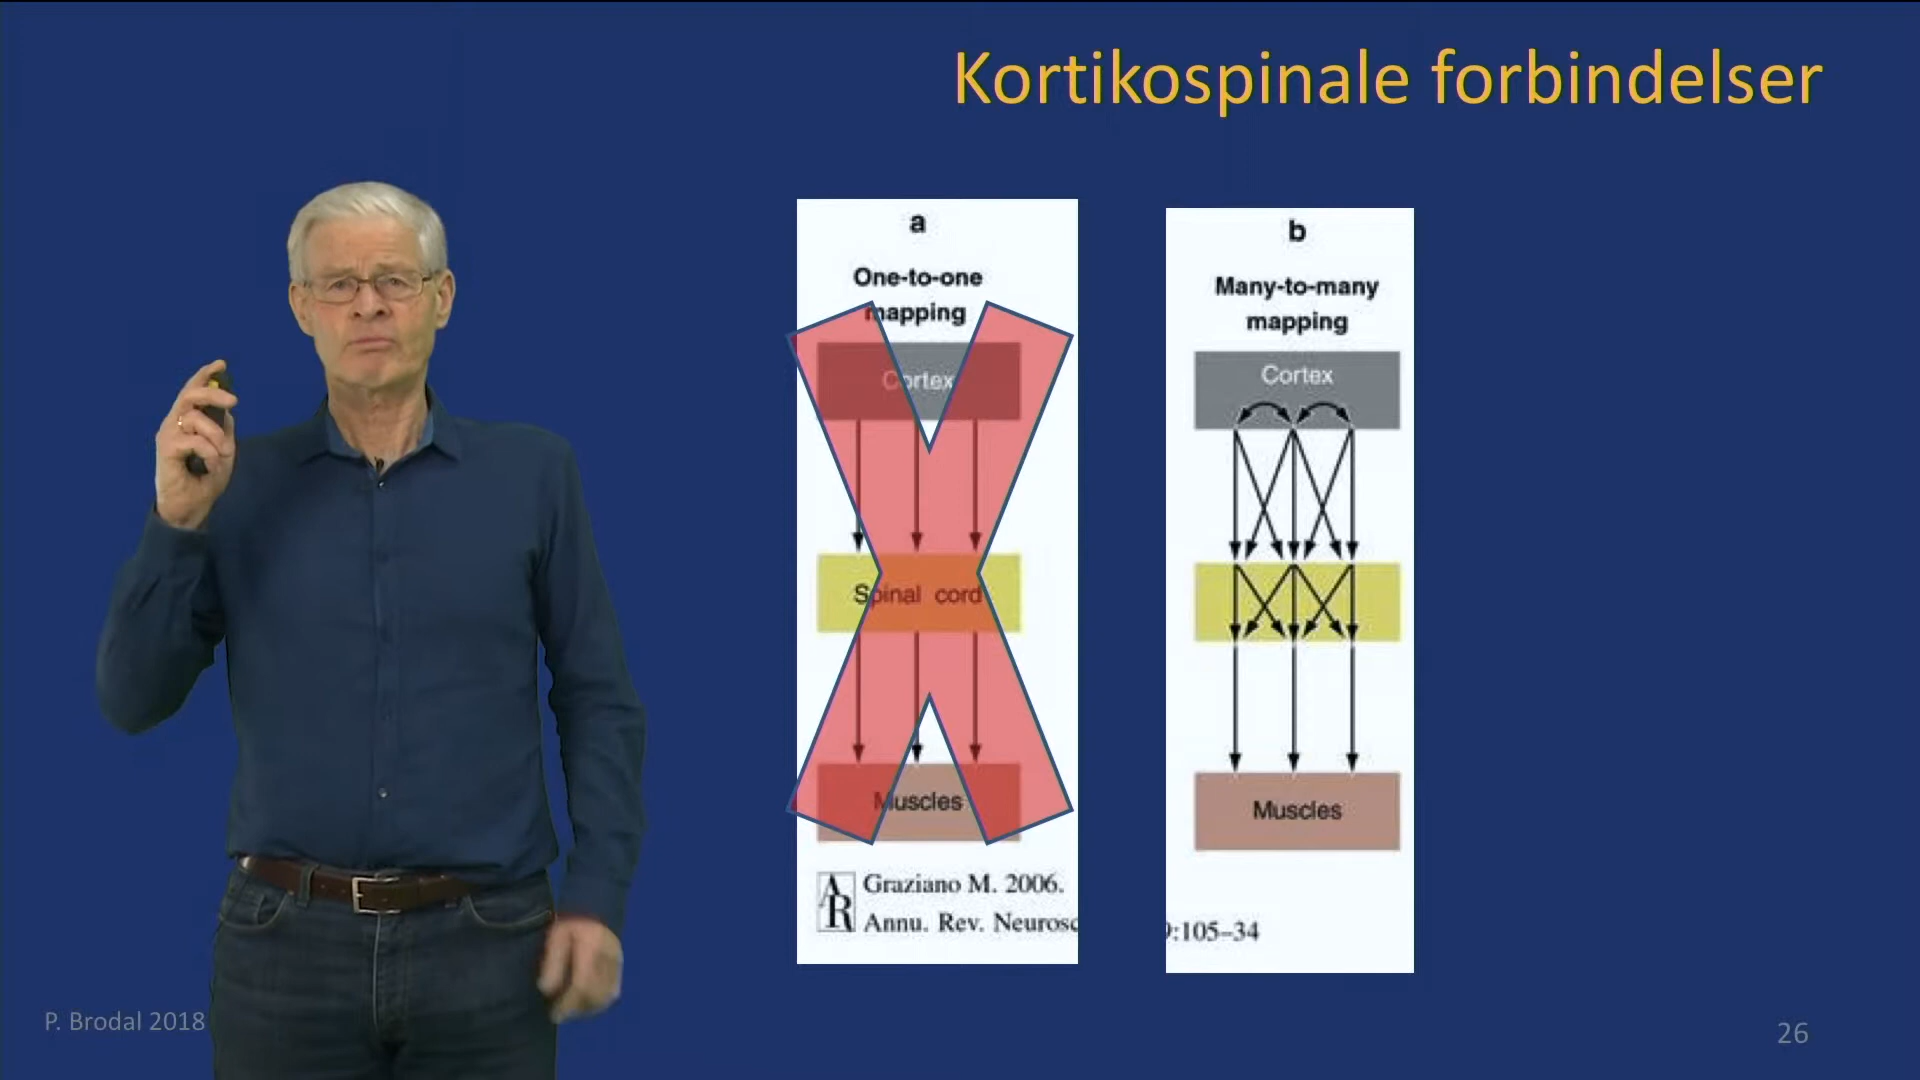 Kortikospinale forbindelser
a
One-to-one
mapping
Cortex
Spinal cord
Muscles
Graziano M. 2006.
Annu. Rev. Neurosc
b
Many-to-many
mapping
Cortex
Muscles
:105–34
P. Brodal 2018
26